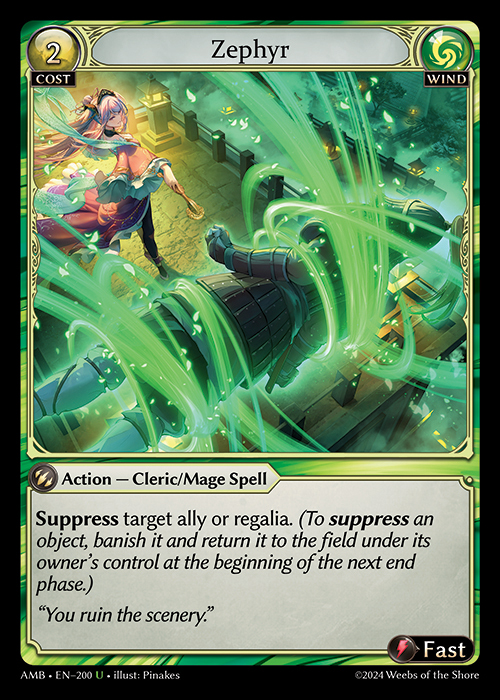 2
COST
Zephyr
WIND
Action — Cleric/Mage Spell
Suppress target ally or regalia. (To suppress an
object, banish it and return it to the field under its
owner's control at the beginning of the next end
phase.)
“You ruin the scenery.”
Fast
AMB • EN–200 U • illust: Pinakes
©2024 Weebs of the Shore